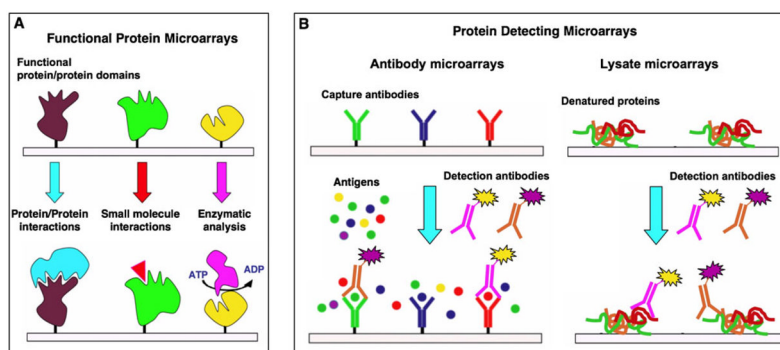 A
Functional Protein Microarrays
Functional
protein/protein domains
Protein/Protein
interactions
Small molecule
interactions
Enzymatic
analysis
ATP
ADP
B
Protein Detecting Microarrays
Antibody microarrays
Capture antibodies
Antigens
Detection antibodies
Lysate microarrays
Denatured proteins
Detection antibodies